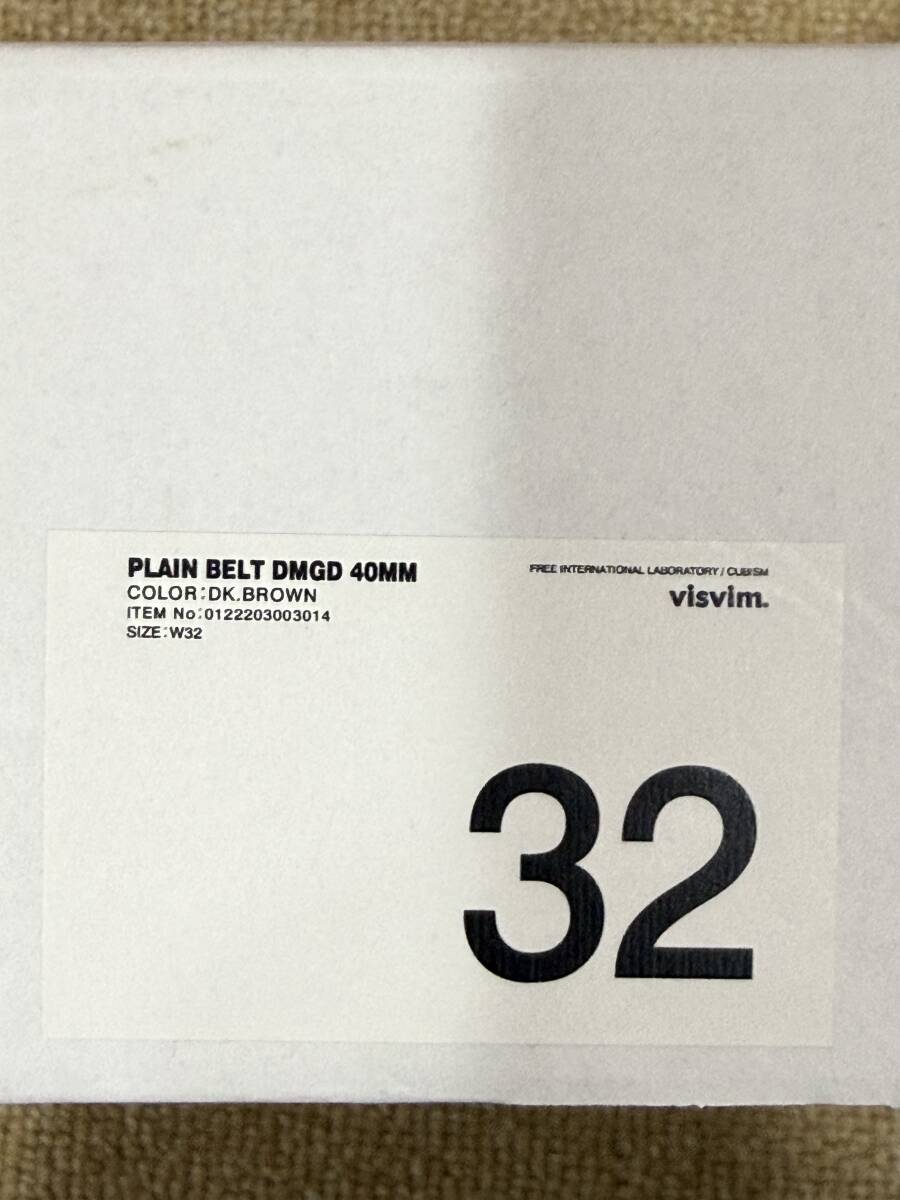 PLAIN BELT DMGD 40MM
COLOR:DK.BROWN
ITEM No:0122203003014
SIZE:W32
FREE INTERNATIONAL LABORATORY / CUBISM
visvim.
32